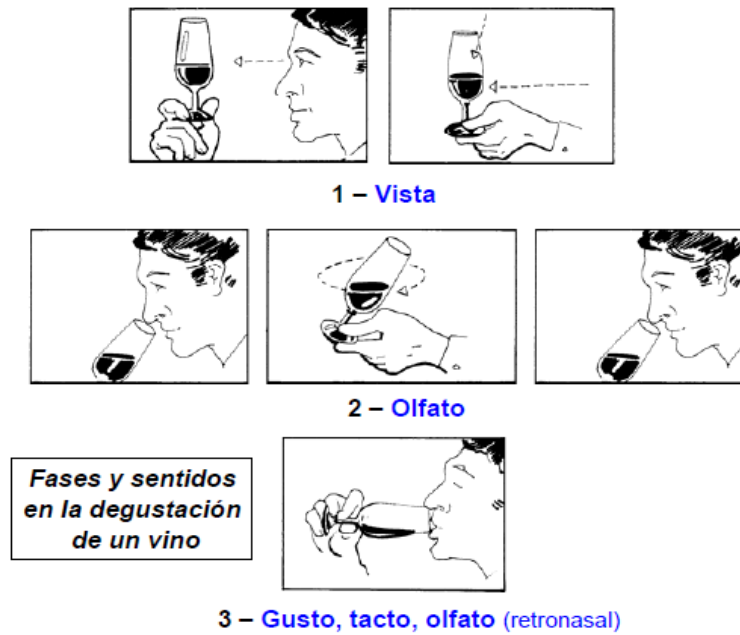 1 – Vista
2 – Olfato
Fases y sentidos
en la degustación
de un vino
3 – Gusto, tacto, olfato (retronasal)